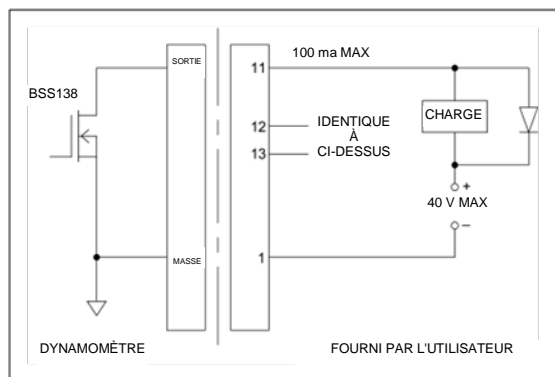 SORTIE
11
100 ma MAX
BSS138
CHARGE
12
IDENTIQUE
À
13
CI-DESSUS
+
40 V MAX
–
MASSE
1
DYNAMOMÈTRE
FOURNI PAR L'UTILISATEUR